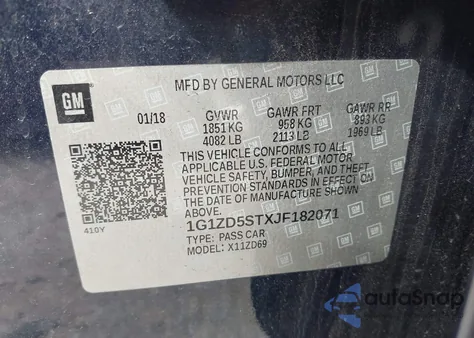 MFD BY GENERAL MOTORS LLC
GM
01/18 GVWR GAWR FRT GAWR RR
1851 KG 958 KG 893 KG
4082 LB 2113 LB 1969 LB
THIS VEHICLE CONFORMS TO ALL
APPLICABLE U.S. FEDERAL MOTOR
VEHICLE SAFETY, BUMPER, AND THEFT
PREVENTION STANDARDS IN EFFECT ON
THE DATE OF MANUFACTURE SHOWN
ABOVE.
410Y
1G1ZD5STXJF182071
TYPE: PASS CAR
MODEL: X11ZD69
autoSnap